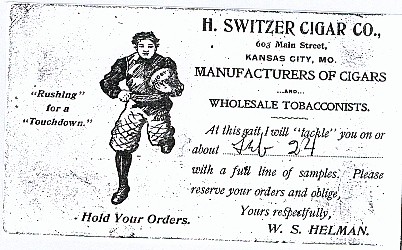 H. SWITZER CIGAR CO.,
603 Main Street,
KANSAS CITY, MO.
MANUFACTURERS OF CIGARS
...AND...
WHOLESALE TOBACCONISTS.
"Rushing"
for a
"Touchdown."
At this gait I will "tackle" you on or
about Feb 24
with a full line of samples. Please
reserve your orders and oblige,
Yours respectfully,
W. S. HELMAN.
Hold Your Orders.